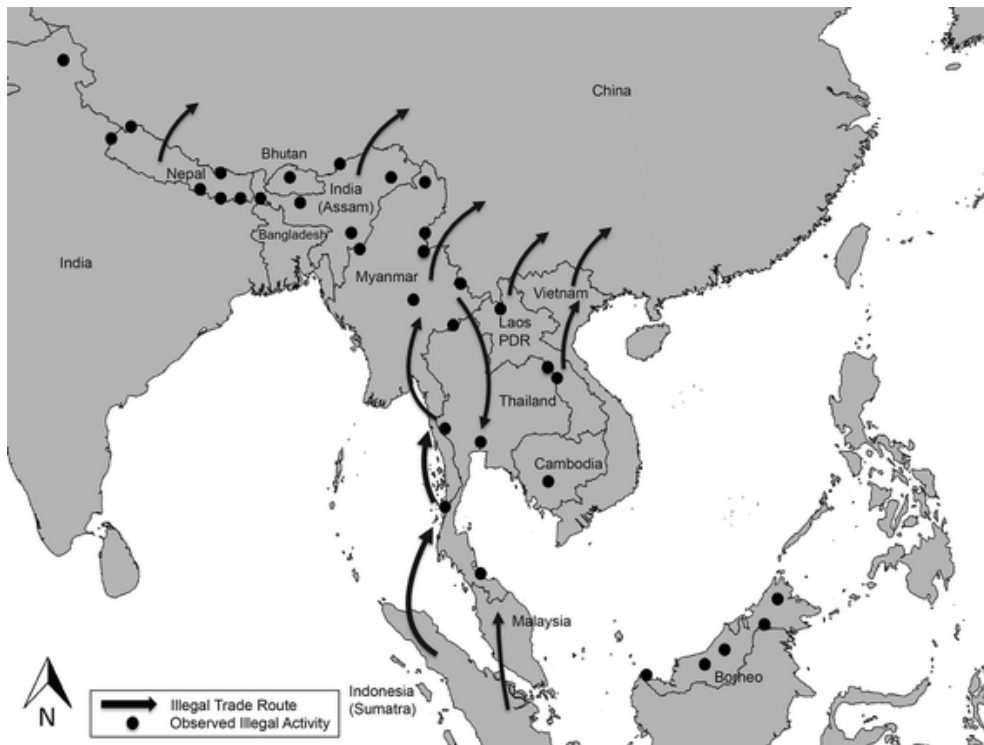 China
Bhutan
Nepal
India
(Assam)
Bangladesh
India
Myanmar
Vietnam
Laos
PDR
Thailand
Cambodia
Malaysia
Borneo
Indonesia
(Sumatra)
N
Illegal Trade Route
Observed Illegal Activity